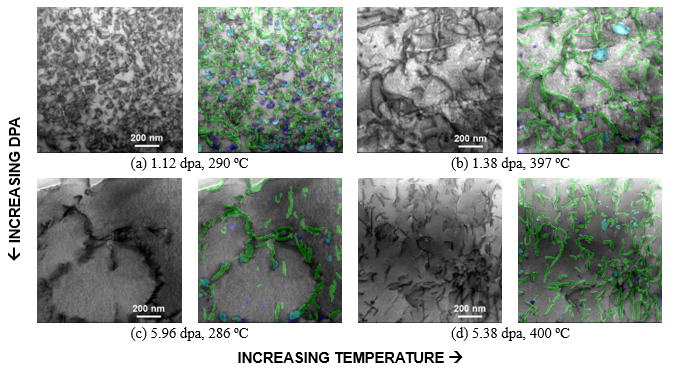 200 nm
200 nm
(a) 1.12 dpa, 290 ºC
(b) 1.38 dpa, 397 ºC
← INCREASING DPA
200 nm
200 nm
(c) 5.96 dpa, 286 ºC
(d) 5.38 dpa, 400 ºC
INCREASING TEMPERATURE →